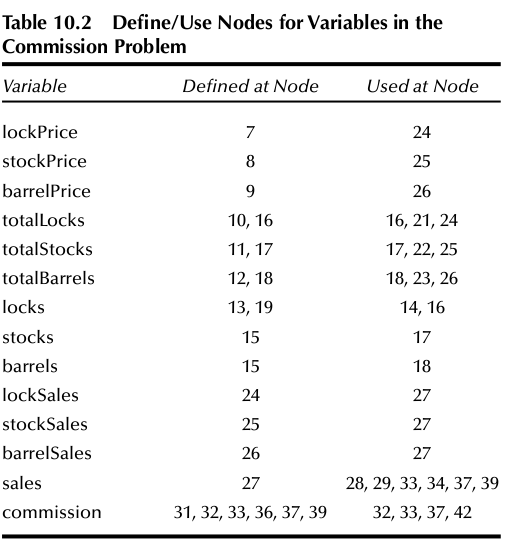 Table 10.2 Define/Use Nodes for Variables in the
Commission Problem
Variable Defined at Node Used at Node
lockPrice 7 24
stockPrice 8 25
barrelPrice 9 26
totalLocks 10, 16 16, 21, 24
totalStocks 11, 17 17, 22, 25
totalBarrels 12, 18 18, 23, 26
locks 13, 19 14, 16
stocks 15 17
barrels 15 18
lockSales 24 27
stockSales 25 27
barrelSales 26 27
sales 27 28, 29, 33, 34, 37, 39
commission 31, 32, 33, 36, 37, 39 32, 33, 37, 42